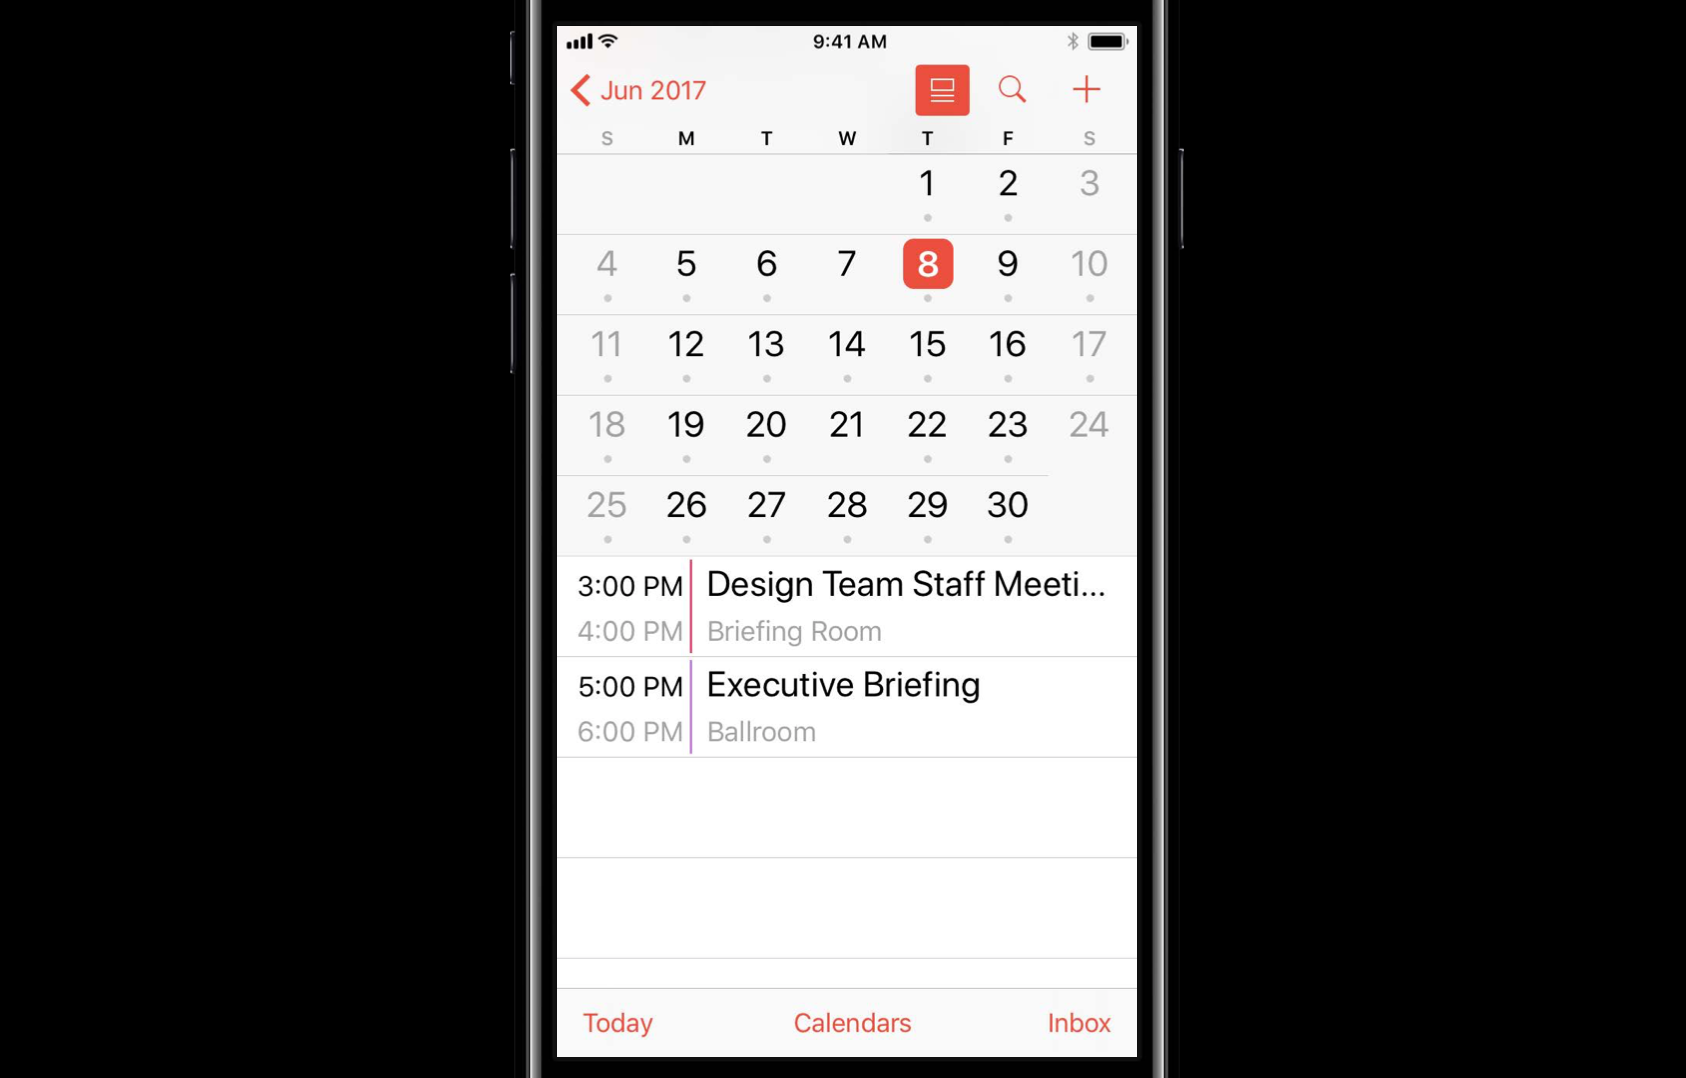 9:41 AM
Jun 2017
S M T W T F S
1 2 3
4 5 6 7 8 9 10
11 12 13 14 15 16 17
18 19 20 21 22 23 24
25 26 27 28 29 30
3:00 PM Design Team Staff Meeti...
4:00 PM Briefing Room
5:00 PM Executive Briefing
6:00 PM Ballroom
Today Calendars Inbox